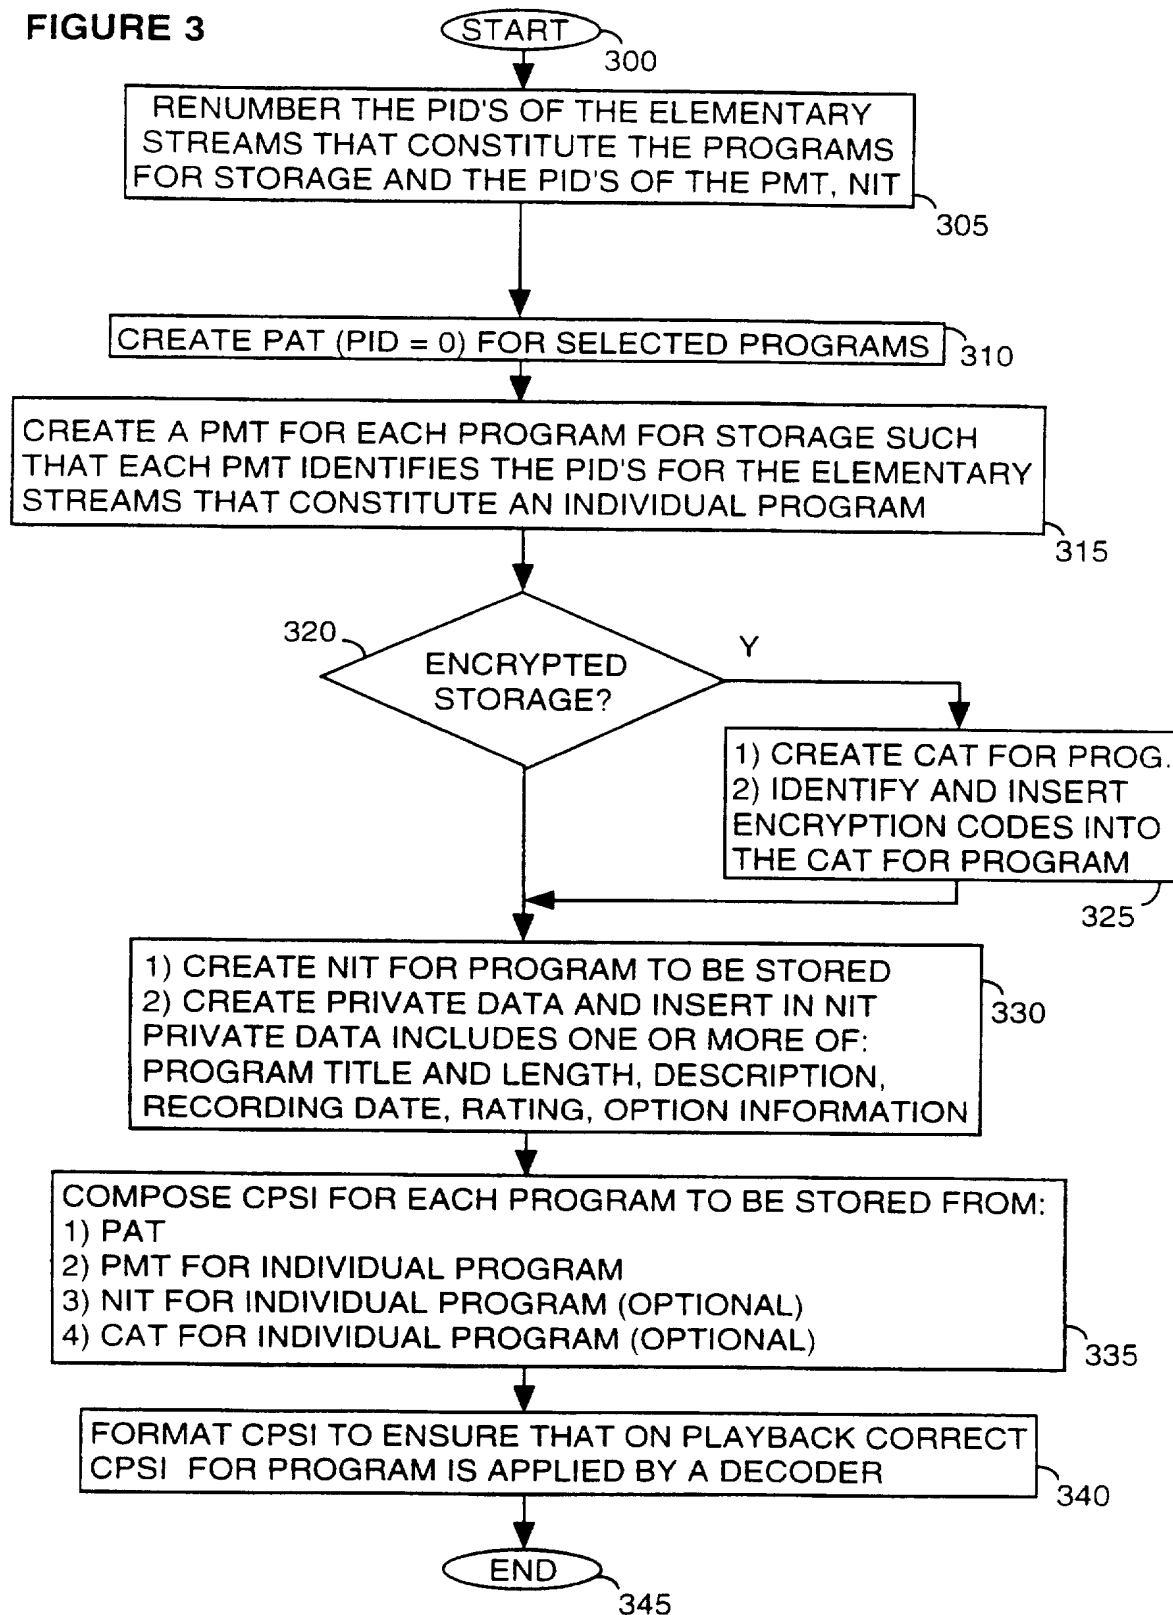 FIGURE 3
START
300
RENUMBER THE PID'S OF THE ELEMENTARY
STREAMS THAT CONSTITUTE THE PROGRAMS
FOR STORAGE AND THE PID'S OF THE PMT, NIT
305
CREATE PAT (PID = 0) FOR SELECTED PROGRAMS
310
CREATE A PMT FOR EACH PROGRAM FOR STORAGE SUCH
THAT EACH PMT IDENTIFIES THE PID'S FOR THE ELEMENTARY
STREAMS THAT CONSTITUTE AN INDIVIDUAL PROGRAM
315
320
ENCRYPTED
STORAGE?
Y
1) CREATE CAT FOR PROG.
2) IDENTIFY AND INSERT
ENCRYPTION CODES INTO
THE CAT FOR PROGRAM
325
1) CREATE NIT FOR PROGRAM TO BE STORED
2) CREATE PRIVATE DATA AND INSERT IN NIT
PRIVATE DATA INCLUDES ONE OR MORE OF:
PROGRAM TITLE AND LENGTH, DESCRIPTION,
RECORDING DATE, RATING, OPTION INFORMATION
330
COMPOSE CPSI FOR EACH PROGRAM TO BE STORED FROM:
1) PAT
2) PMT FOR INDIVIDUAL PROGRAM
3) NIT FOR INDIVIDUAL PROGRAM (OPTIONAL)
4) CAT FOR INDIVIDUAL PROGRAM (OPTIONAL)
335
FORMAT CPSI TO ENSURE THAT ON PLAYBACK CORRECT
CPSI FOR PROGRAM IS APPLIED BY A DECODER
340
END
345